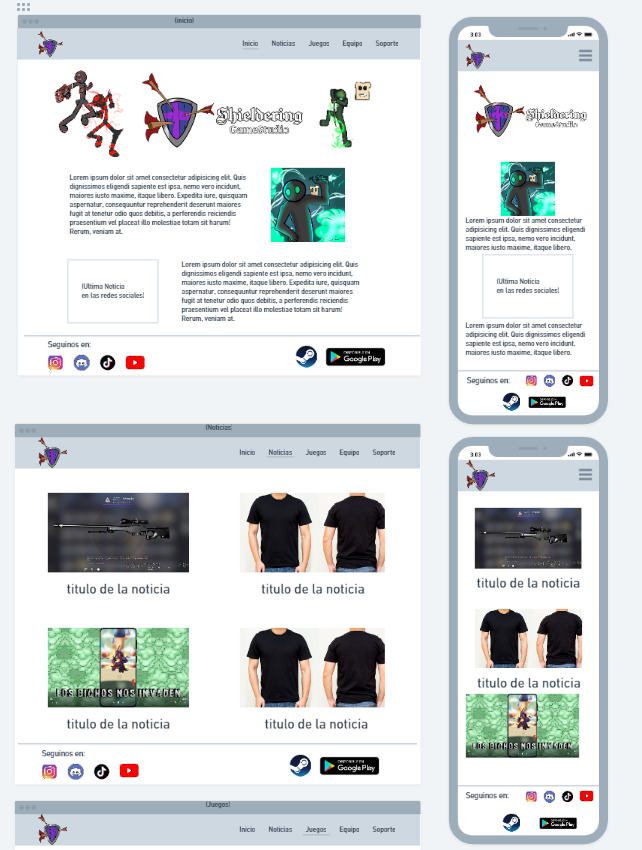 (inicio)
Inicio Noticias Juegos Equipo Soporte
Shieldering
GameStudio
Lorem ipsum dolor sit amet consectetur adipisicing elit. Quis
dignissimos eligendi sapiente est ipsa, nemo vero incidunt,
maiores iusto maxime, itaque libero. Expedita iure, quisquam
aspernatur, consequuntur reprehenderit deserunt maiores
fugit at tenetur odio quos debitis, a perferendis reiciendis
praesentium vel placeat illo molestiae totam sit harum!
Rerum, veniam at.
(Ultima Noticia
en las redes sociales)
Lorem ipsum dolor sit amet consectetur adipisicing elit. Quis
dignissimos eligendi sapiente est ipsa, nemo vero incidunt,
maiores iusto maxime, itaque libero. Expedita iure, quisquam
aspernatur, consequuntur reprehenderit deserunt maiores
fugit at tenetur odio quos debitis, a perferendis reiciendis
praesentium vel placeat illo molestiae totam sit harum!
Rerum, veniam at.
Seguinos en:
Google Play
3:03
Shieldering
GameStudio
Lorem ipsum dolor sit amet consectetur
adipisicing elit. Quis dignissimos eligendi
sapiente est ipsa, nemo vero incidunt,
maiores iusto maxime, itaque libero.
(Ultima Noticia
en las redes sociales)
Lorem ipsum dolor sit amet consectetur
adipisicing elit. Quis dignissimos eligendi
sapiente est ipsa, nemo vero incidunt,
maiores iusto maxime, itaque libero.
Seguinos en:
Google Play
(Noticias)
Inicio Noticias Juegos Equipo Soporte
titulo de la noticia
titulo de la noticia
LOS BICHOS NOS INVADEN
titulo de la noticia
titulo de la noticia
Seguinos en:
Google Play
3:03
titulo de la noticia
titulo de la noticia
LOS BICHOS NOS INVADEN
Seguinos en:
Google Play
(Juegos)
Inicio Noticias Juegos Equipo Soporte